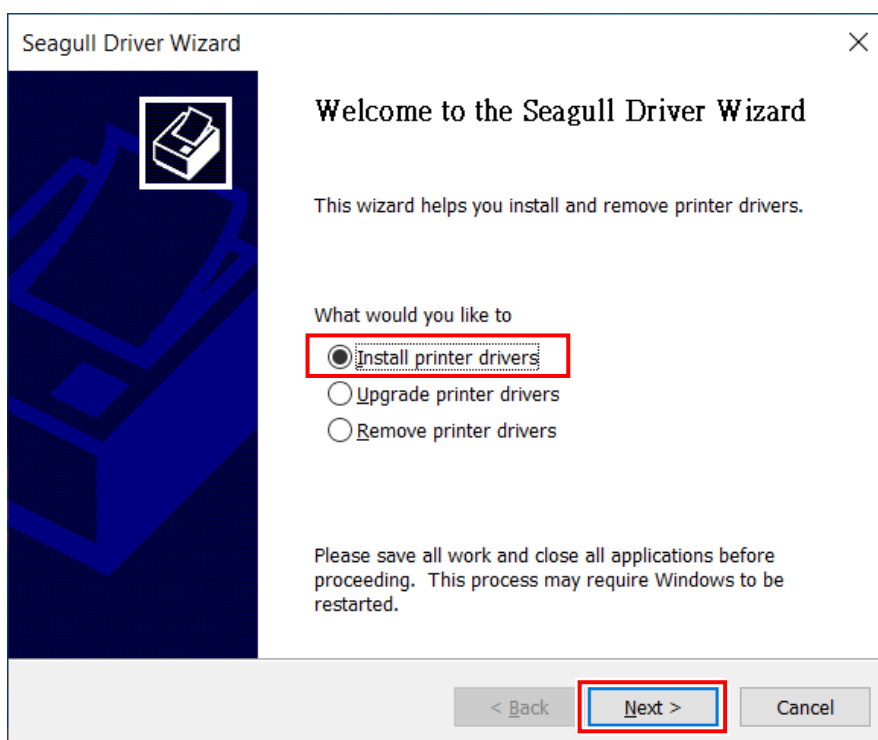 Seagull Driver Wizard
Welcome to the Seagull Driver Wizard
This wizard helps you install and remove printer drivers.
What would you like to
Install printer drivers
Upgrade printer drivers
Remove printer drivers
Please save all work and close all applications before
proceeding.  This process may require Windows to be
restarted.
< Back Next > Cancel